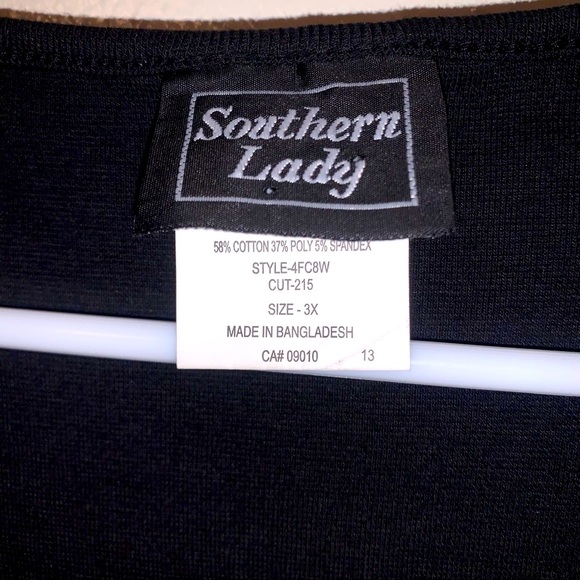 Southern
Lady
58% COTTON 37% POLY 5% SPANDEX
STYLE-4FC8W
CUT-215
SIZE - 3X
MADE IN BANGLADESH
CA# 09010 13